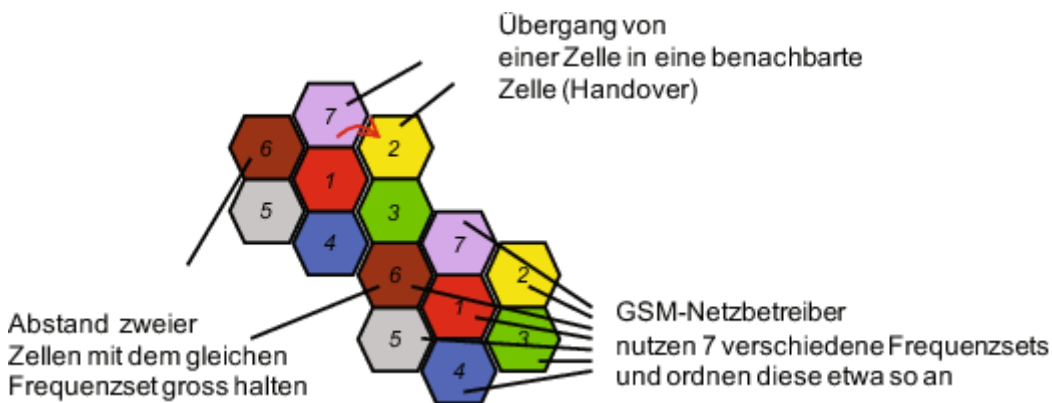 Übergang von
einer Zelle in eine benachbarte
Zelle (Handover)
7
6
2
1
5
3
4
7
6
2
1
5
3
4
Abstand zweier
Zellen mit dem gleichen
Frequenzset gross halten
GSM-Netzbetreiber
nutzen 7 verschiedene Frequenzsets
und ordnen diese etwa so an